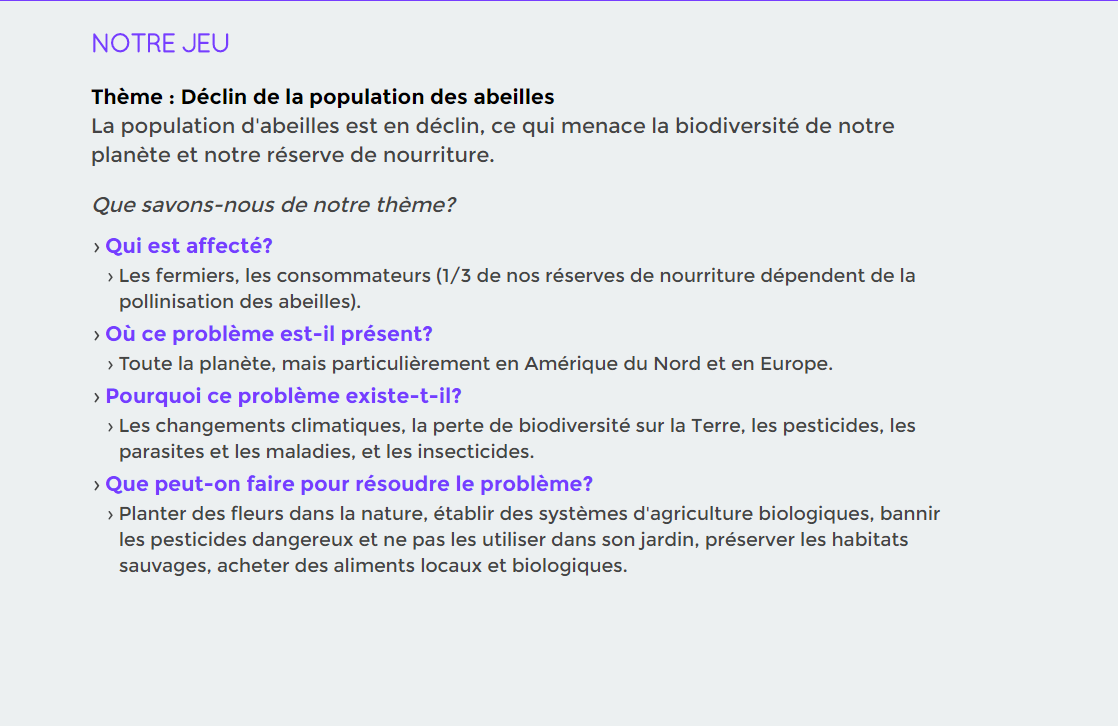 NOTRE JEU
Thème : Déclin de la population des abeilles
La population d'abeilles est en déclin, ce qui menace la biodiversité de notre
planète et notre réserve de nourriture.
Que savons-nous de notre thème?
› Qui est affecté?
› Les fermiers, les consommateurs (1/3 de nos réserves de nourriture dépendent de la
pollinisation des abeilles).
› Où ce problème est-il présent?
› Toute la planète, mais particulièrement en Amérique du Nord et en Europe.
› Pourquoi ce problème existe-t-il?
› Les changements climatiques, la perte de biodiversité sur la Terre, les pesticides, les
parasites et les maladies, et les insecticides.
› Que peut-on faire pour résoudre le problème?
› Planter des fleurs dans la nature, établir des systèmes d'agriculture biologiques, bannir
les pesticides dangereux et ne pas les utiliser dans son jardin, préserver les habitats
sauvages, acheter des aliments locaux et biologiques.